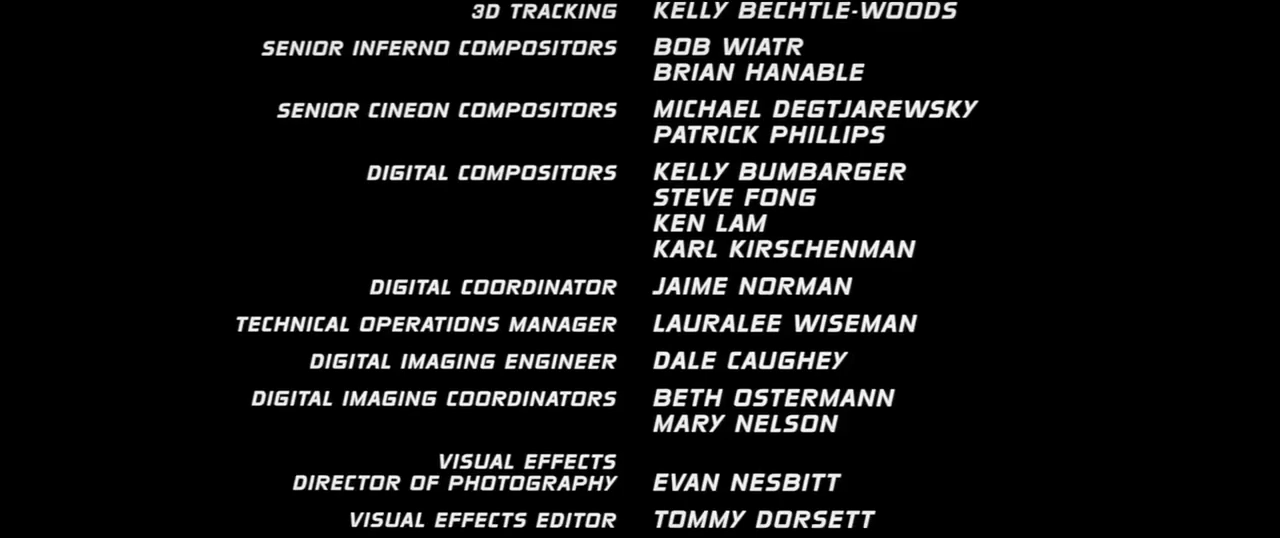 3D TRACKING KELLY BECHTLE-WOODS
SENIOR INFERNO COMPOSITORS BOB WIATR
BRIAN HANABLE
SENIOR CINEON COMPOSITORS MICHAEL DEGTJAREWSKY
PATRICK PHILLIPS
DIGITAL COMPOSITORS KELLY BUMBARGER
STEVE FONG
KEN LAM
KARL KIRSCHENMAN
DIGITAL COORDINATOR JAIME NORMAN
TECHNICAL OPERATIONS MANAGER LAURALEE WISEMAN
DIGITAL IMAGING ENGINEER DALE CAUGHEY
DIGITAL IMAGING COORDINATORS BETH OSTERMANN
MARY NELSON
VISUAL EFFECTS
DIRECTOR OF PHOTOGRAPHY EVAN NESBITT
VISUAL EFFECTS EDITOR TOMMY DORSETT